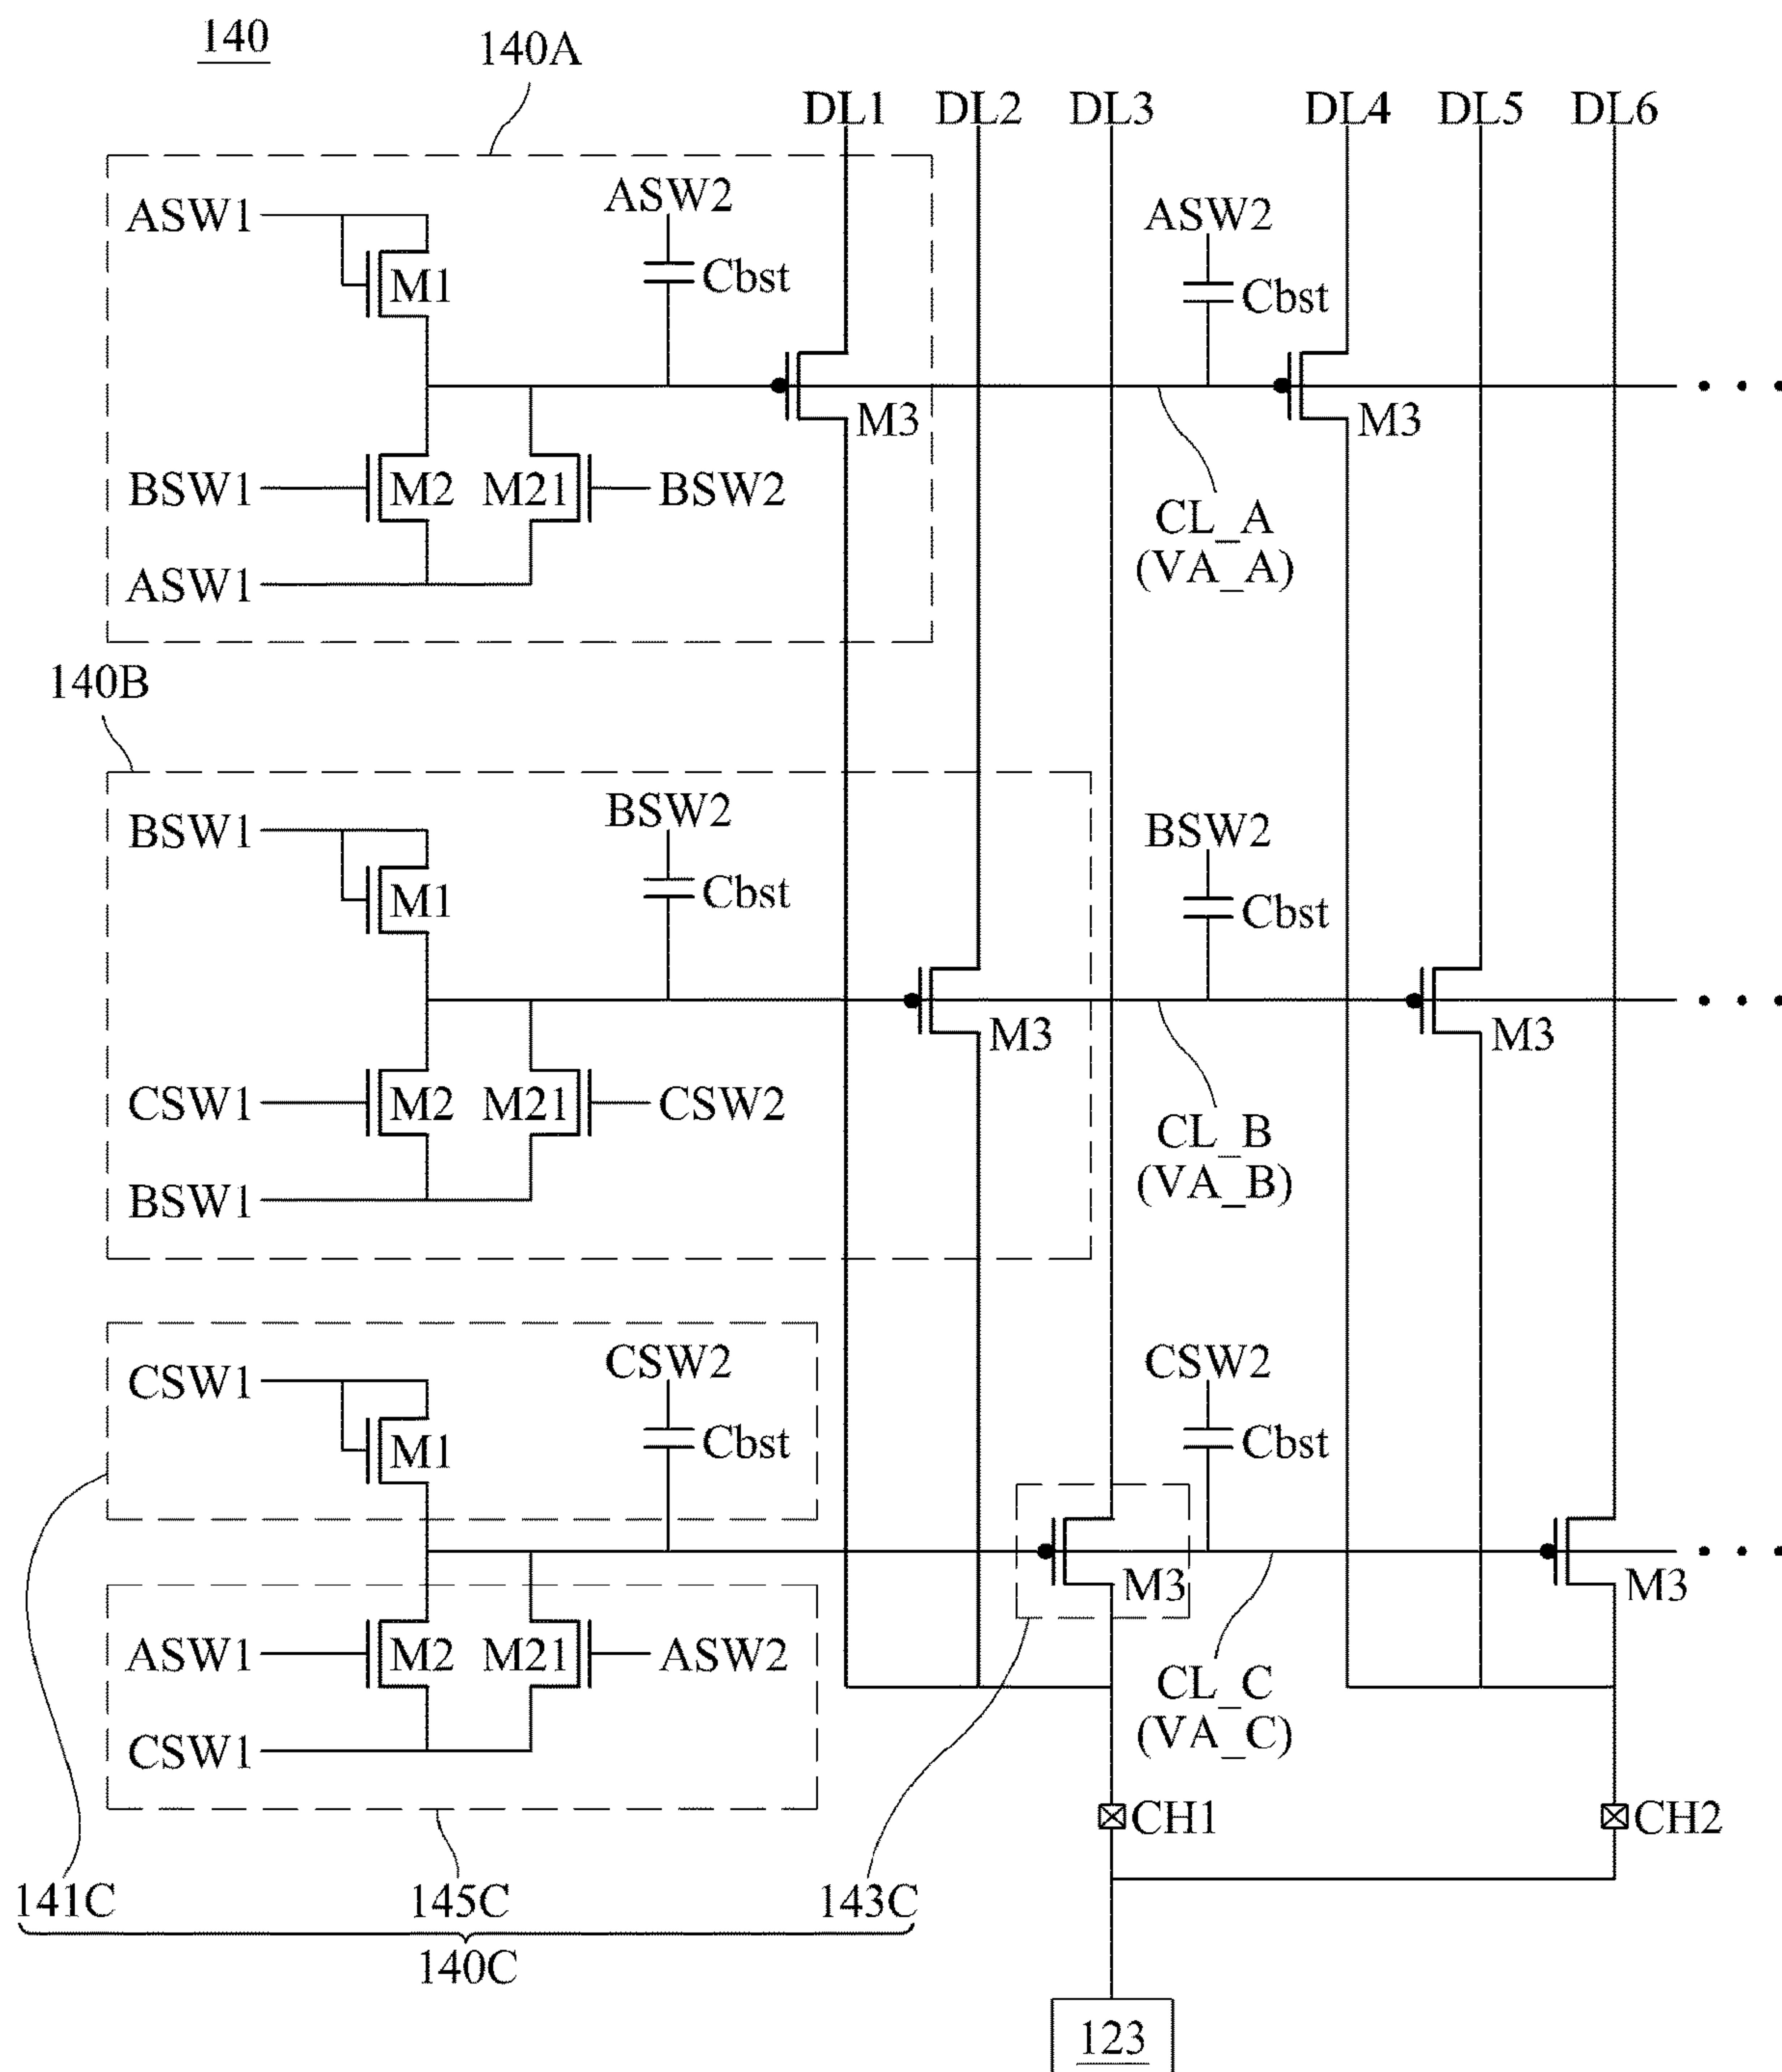 140
140A
DL1 DL2 DL3 DL4 DL5 DL6
ASW1
ASW2
ASW2
M1
Cbst
Cbst
M3
M3
BSW1
M2
M21
BSW2
CL_A
(VA_A)
ASW1
140B
BSW1
BSW2
BSW2
M1
Cbst
Cbst
M3
M3
CSW1
M2
M21
CSW2
CL_B
(VA_B)
BSW1
CSW1
CSW2
CSW2
M1
Cbst
Cbst
M3
M3
ASW1
M2
M21
ASW2
CL_C
(VA_C)
CSW1
CH1
CH2
141C
145C
143C
140C
123